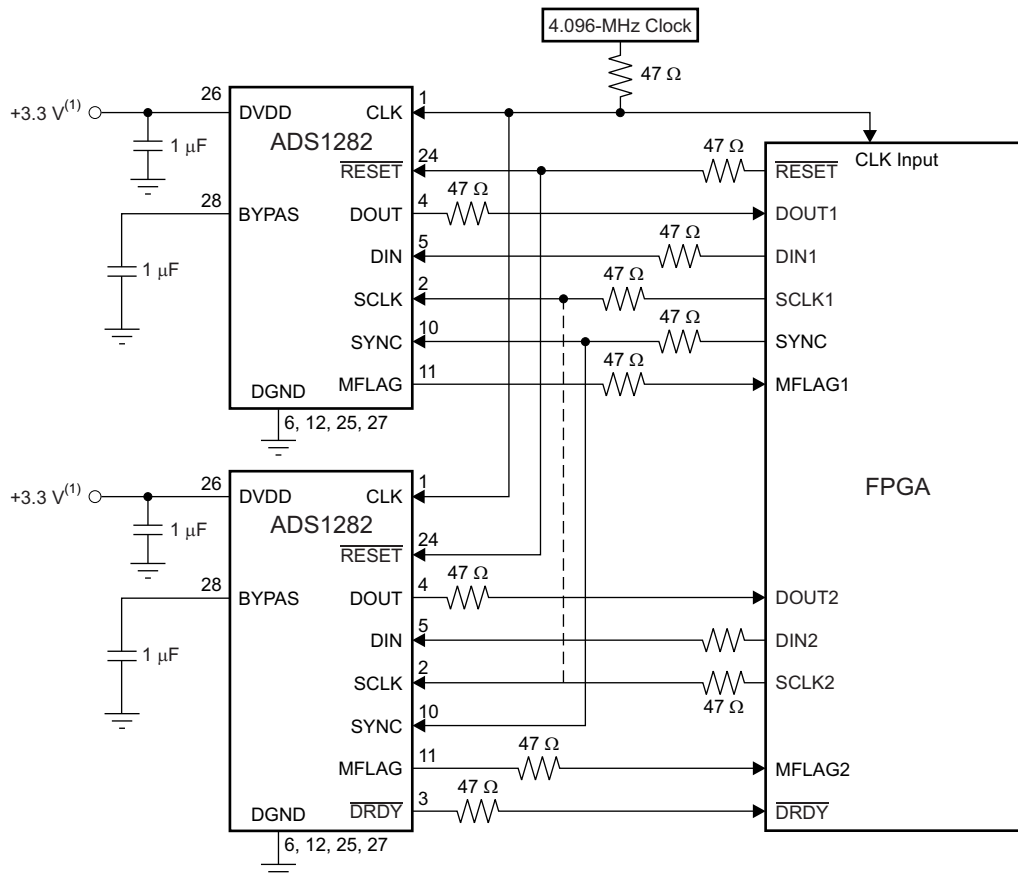 4.096-MHz Clock
47 Ω
+3.3 V(1)
26
DVDD
CLK
1
ADS1282
1 μF
RESET
24
47 Ω
RESET
CLK Input
28
BYPAS
DOUT
4
47 Ω
DOUT1
1 μF
DIN
5
47 Ω
DIN1
SCLK
2
47 Ω
SCLK1
SYNC
10
47 Ω
SYNC
MFLAG
11
47 Ω
MFLAG1
DGND
6, 12, 25, 27
FPGA
+3.3 V(1)
26
DVDD
CLK
1
ADS1282
1 μF
RESET
24
28
BYPAS
DOUT
4
47 Ω
DOUT2
1 μF
DIN
5
DIN2
SCLK
2
47 Ω
SCLK2
SYNC
10
MFLAG
11
47 Ω
MFLAG2
DRDY
3
47 Ω
DRDY
DGND
6, 12, 25, 27